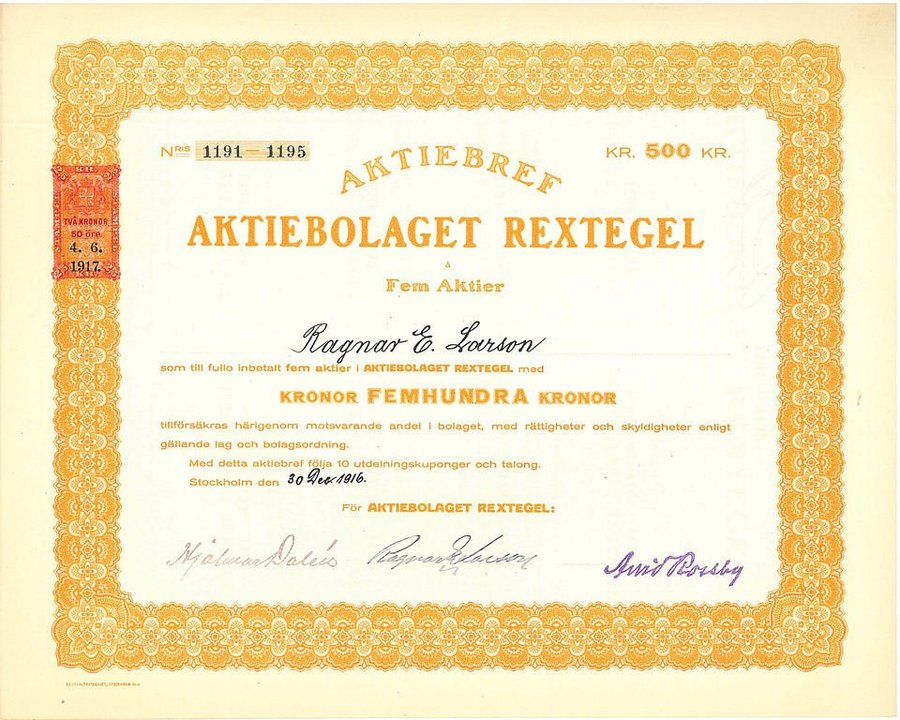 NRIS 1191 — 1195
KR. 500 KR.
AKTIEBREF
AKTIEBOLAGET REXTEGEL
å
Fem Aktier
Ragnar E. Larson
som till fullo inbetalt fem aktier i AKTIEBOLAGET REXTEGEL med
KRONOR FEMHUNDRA KRONOR
tillförsäkras härigenom motsvarande andel i bolaget, med rättigheter och skyldigheter enligt
gällande lag och bolagsordning.
Med detta aktiebref följa 10 utdelningskuponger och talong.
Stockholm den 30 Dec. 1916.
För AKTIEBOLAGET REXTEGEL:
Hjalmar Dalén Ragnar E. Larson Arvid Rossby
TVÅ KRONOR
50 öre
4. 6.
1917.